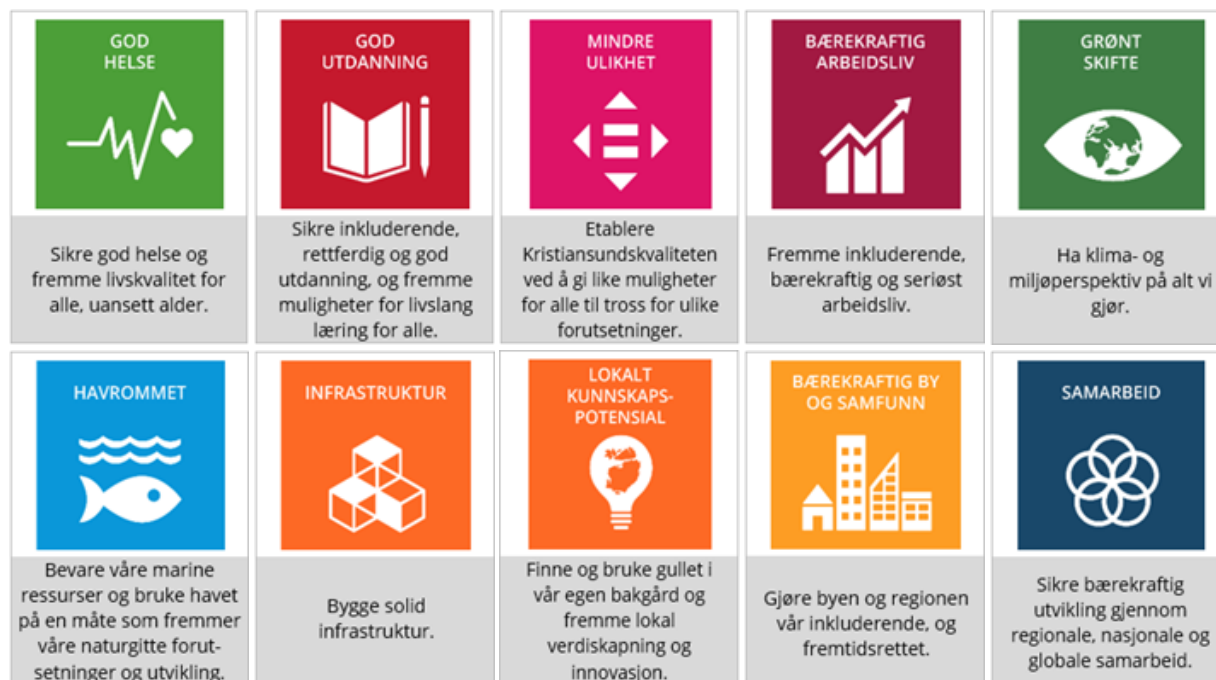 GOD
HELSE
Sikre god helse og
fremme livskvalitet for
alle, uansett alder.
GOD
UTDANNING
Sikre inkluderende,
rettferdig og god
utdanning, og fremme
muligheter for livslang
læring for alle.
MINDRE
ULIKHET
Etablere
Kristiansundskvaliteten
ved å gi like muligheter
for alle til tross for ulike
forutsetninger.
BÆREKRAFTIG
ARBEIDSLIV
Fremme inkluderende,
bærekraftig og seriøst
arbeidsliv.
GRØNT
SKIFTE
Ha klima- og
miljøperspektiv på alt vi
gjør.
HAVROMMET
Bevare våre marine
ressurser og bruke havet
på en måte som fremmer
våre naturgitte forut-
setninger og utvikling.
INFRASTRUKTUR
Bygge solid
infrastruktur.
LOKALT
KUNNSKAPS-
POTENSIAL
Finne og bruke gullet i
vår egen bakgård og
fremme lokal
verdiskapning og
innovasjon.
BÆREKRAFTIG BY
OG SAMFUNN
Gjøre byen og regionen
vår inkluderende, og
fremtidsrettet.
SAMARBEID
Sikre bærekraftig
utvikling gjennom
regionale, nasjonale og
globale samarbeid.